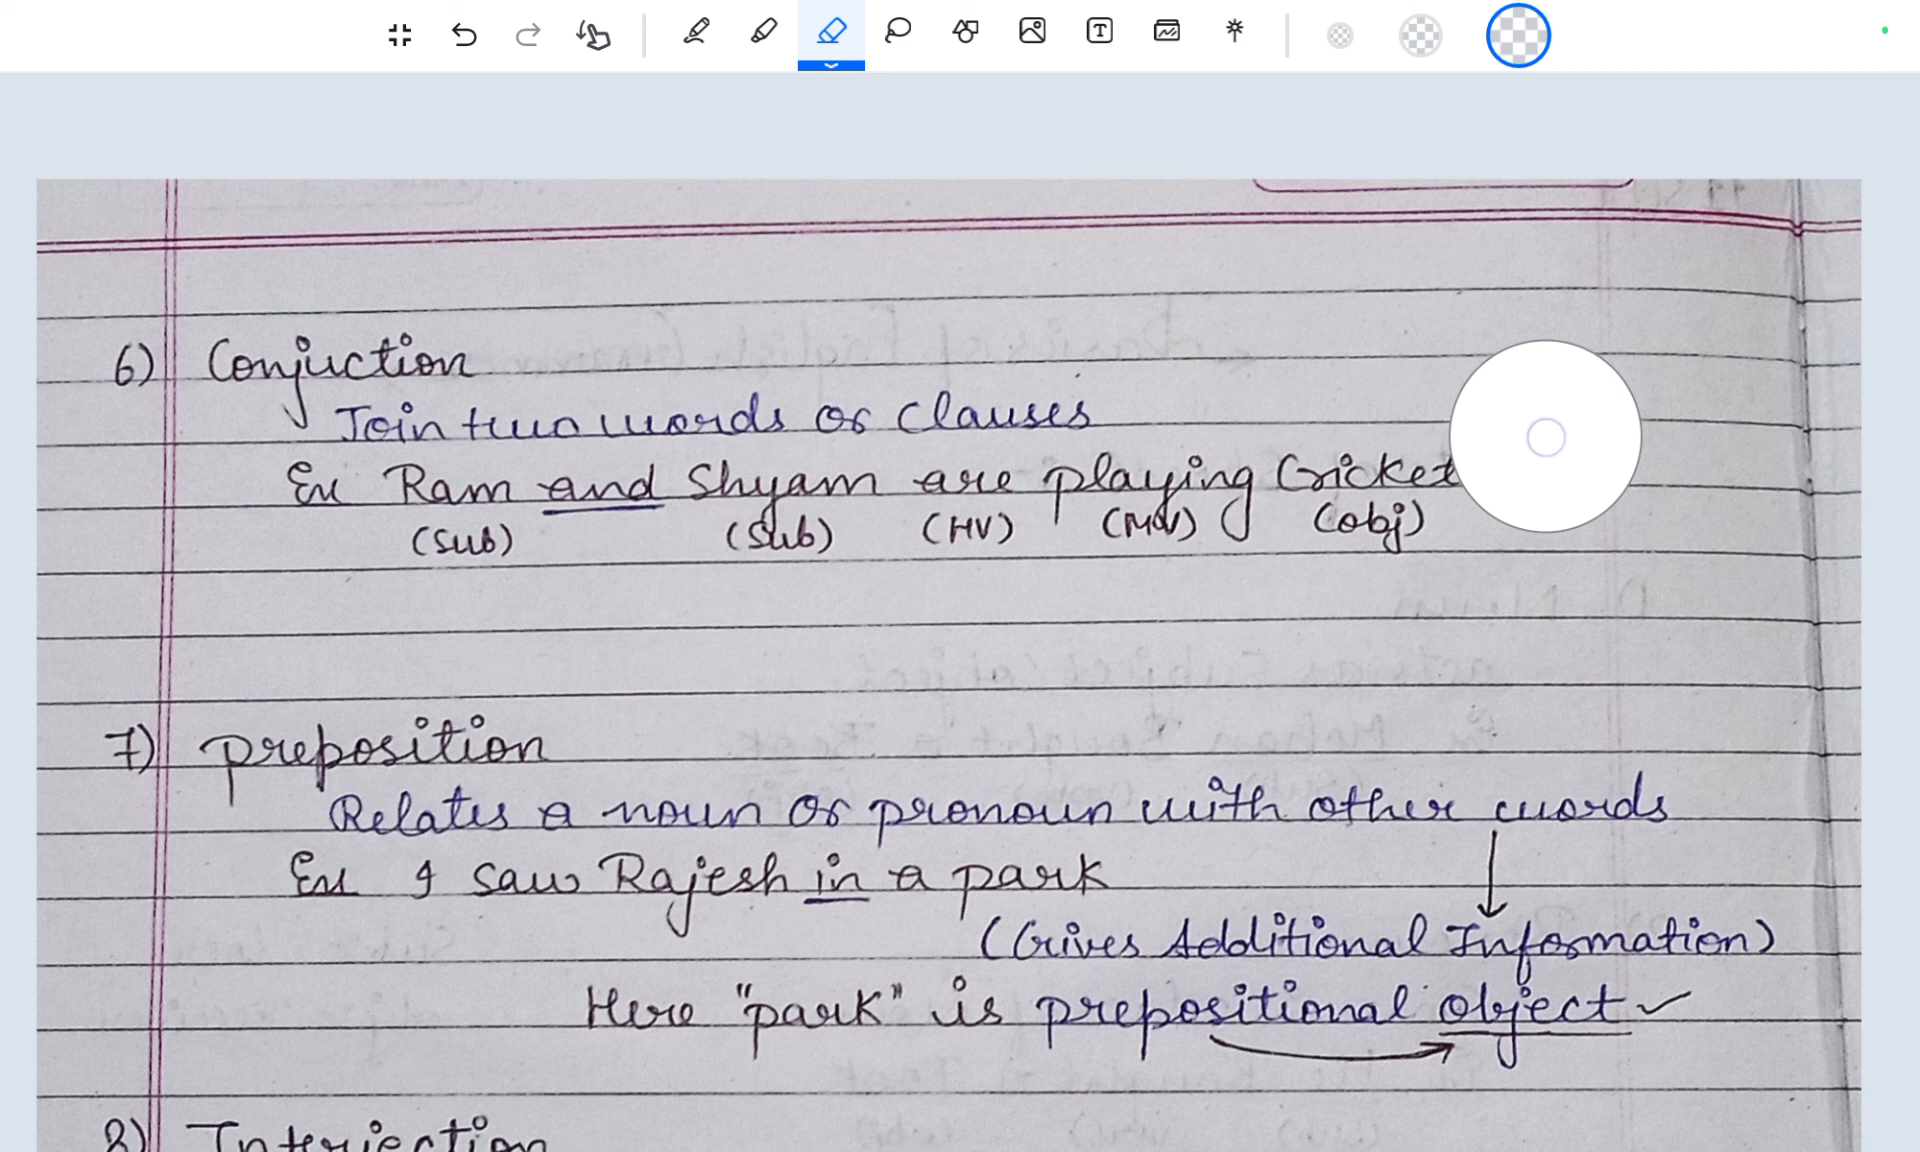 6) Conjuction
Join two words or Clauses
Ex Ram and Shyam are playing Cricket
(Sub) (Sub) (HV) (MV) (obj)
7) preposition
Relates a noun or pronoun with other words
Ex I saw Rajesh in a park
(Gives Additional Information)
Here "park" is prepositional object
8) Interjection